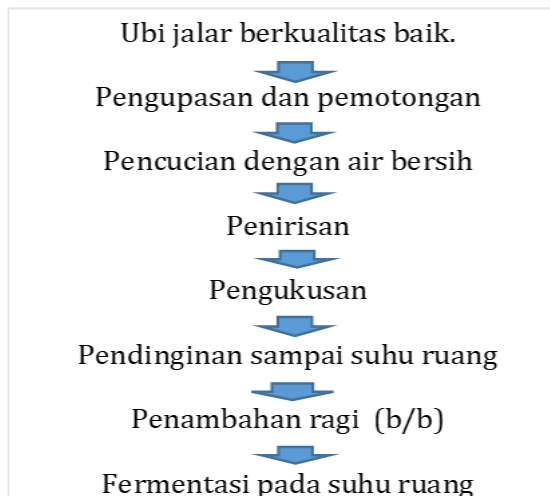 Ubi jalar berkualitas baik.
Pengupasan dan pemotongan
Pencucian dengan air bersih
Penirisan
Pengukusan
Pendinginan sampai suhu ruang
Penambahan ragi  (b/b)
Fermentasi pada suhu ruang